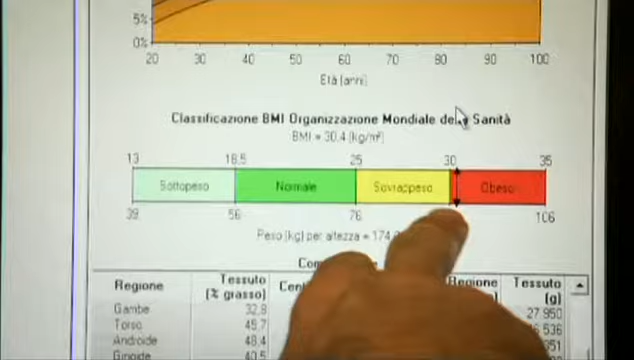 5%
0%
20 30 40 50 60 70 80 90 100
Età (anni)
Classificazione BMI Organizzazione Mondiale della Sanità
BMI = 30.4 (kg/m²)
13 18.5 25 30 35
Sottopeso Normale Sovrappeso Obeso
39 56 76 106
Peso (kg) per altezza = 174
Regione Tessuto Regione Tessuto
(% grasso) (g)
Gambe 32,8 27.950
Torso 45,7
Androide 48,4
Ginoide 40,5